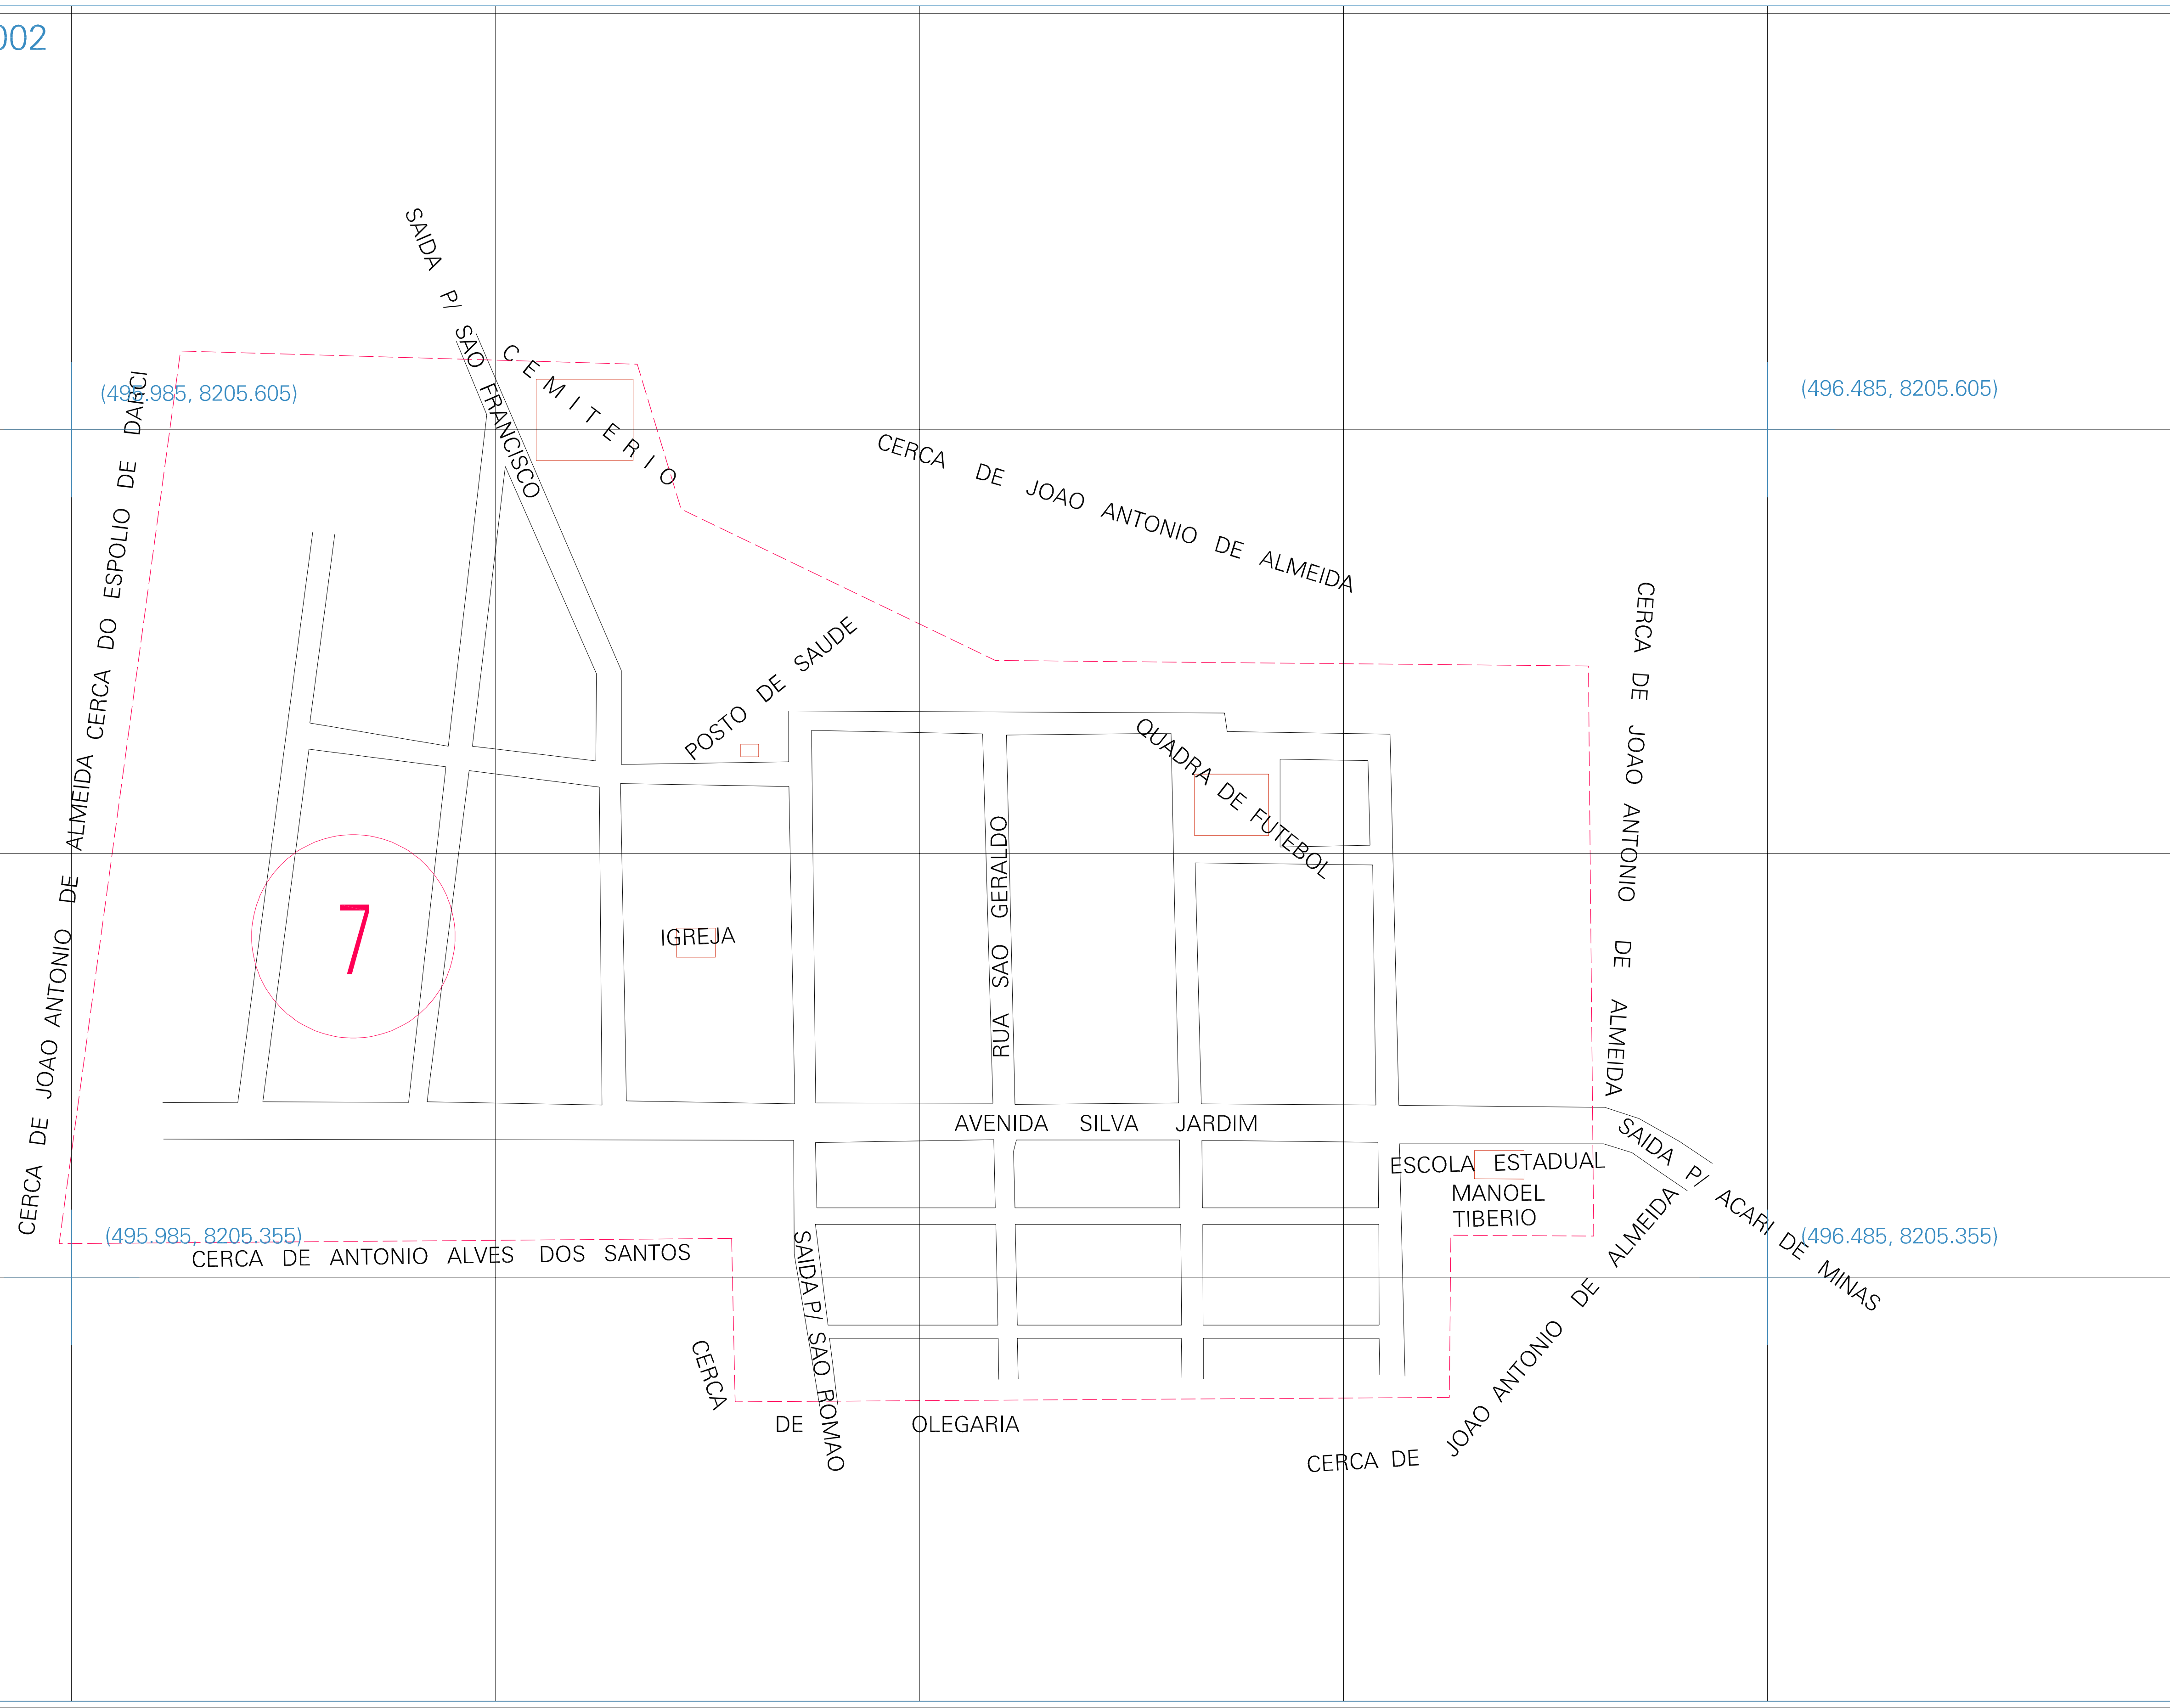 002
SAIDA P/ SAO FRANCISCO
CEMITERIO
(495.985, 8205.605)
(496.485, 8205.605)
CERCA DO ESPOLIO DE DARCI
CERCA DE JOAO ANTONIO DE ALMEIDA
CERCA DE JOAO ANTONIO DE ALMEIDA
CERCA DE JOAO ANTONIO DE ALMEIDA
POSTO DE SAUDE
QUADRA DE FUTEBOL
7
IGREJA
RUA SAO GERALDO
AVENIDA SILVA JARDIM
SAIDA P/ ACARI DE MINAS
ESCOLA ESTADUAL
MANOEL
TIBERIO
(495.985, 8205.355)
(496.485, 8205.355)
CERCA DE ANTONIO ALVES DOS SANTOS
SAIDA P/ SAO ROMAO
CERCA DE OLEGARIA
CERCA DE JOAO ANTONIO DE ALMEIDA